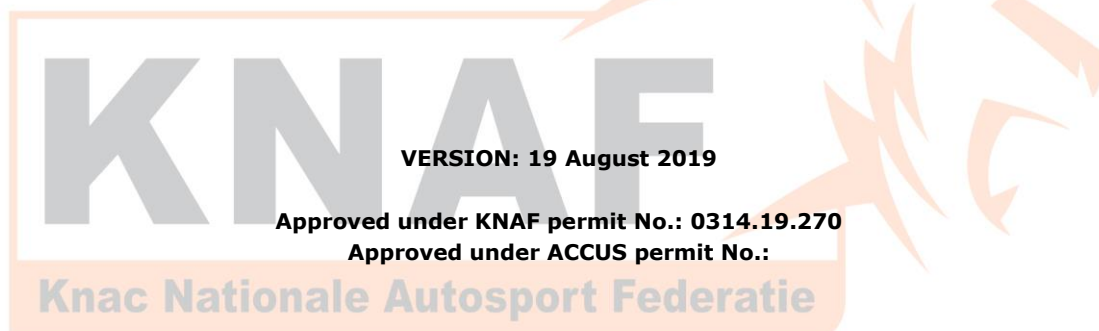 KNAF
VERSION: 19 August 2019
Approved under KNAF permit No.: 0314.19.270
Approved under ACCUS permit No.:
Knac Nationale Autosport Federatie